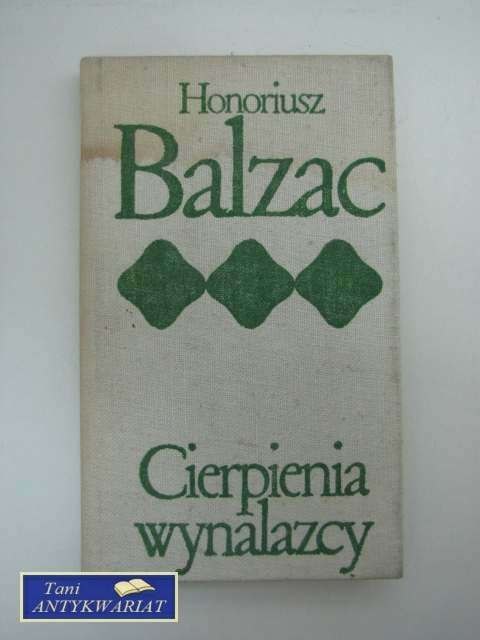 Honoriusz
Balzac
Cierpienia
wynalazcy
Tani
ANTYKWARIAT